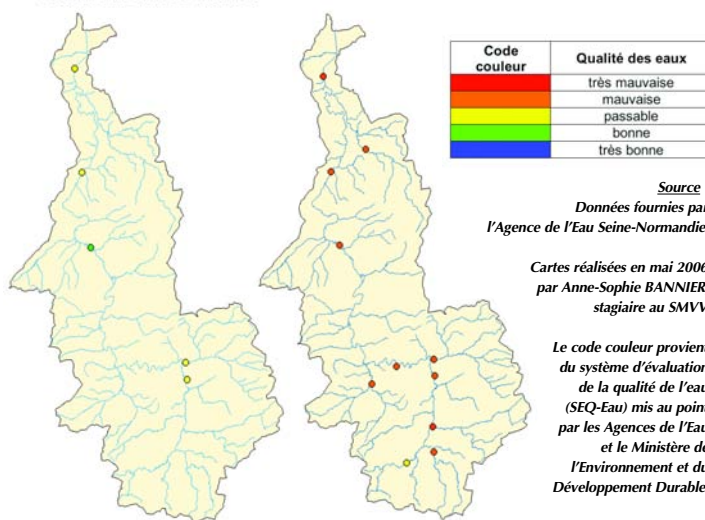 Code couleur
Qualité des eaux
très mauvaise
mauvaise
passable
bonne
très bonne
Source
Données fournies par
l'Agence de l'Eau Seine-Normandie
Cartes réalisées en mai 2006
par Anne-Sophie BANNIER
stagiaire au SMVV
Le code couleur provient
du système d'évaluation
de la qualité de l'eau
(SEQ-Eau) mis au point
par les Agences de l'Eau
et le Ministère de
l'Environnement et du
Développement Durable